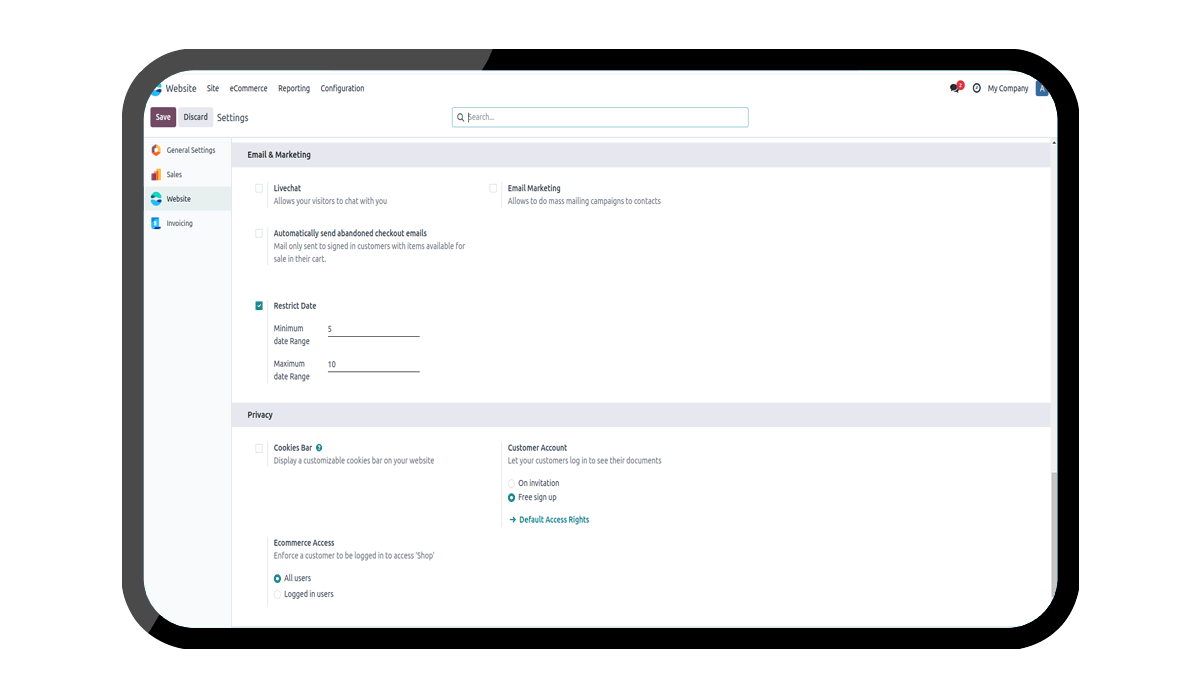 Website Site eCommerce Reporting Configuration 2 My Company A
Save Discard Settings Search...
General Settings
Sales
Website
Invoicing
Email & Marketing
Livechat
Allows your visitors to chat with you
Email Marketing
Allows to do mass mailing campaigns to contacts
Automatically send abandoned checkout emails
Mail only sent to signed in customers with items available for
sale in their cart.
Restrict Date
Minimum
date Range
5
Maximum
date Range
10
Privacy
Cookies Bar ?
Display a customizable cookies bar on your website
Customer Account
Let your customers log in to see their documents
On invitation
Free sign up
Default Access Rights
Ecommerce Access
Enforce a customer to be logged in to access 'Shop'
All users
Logged in users